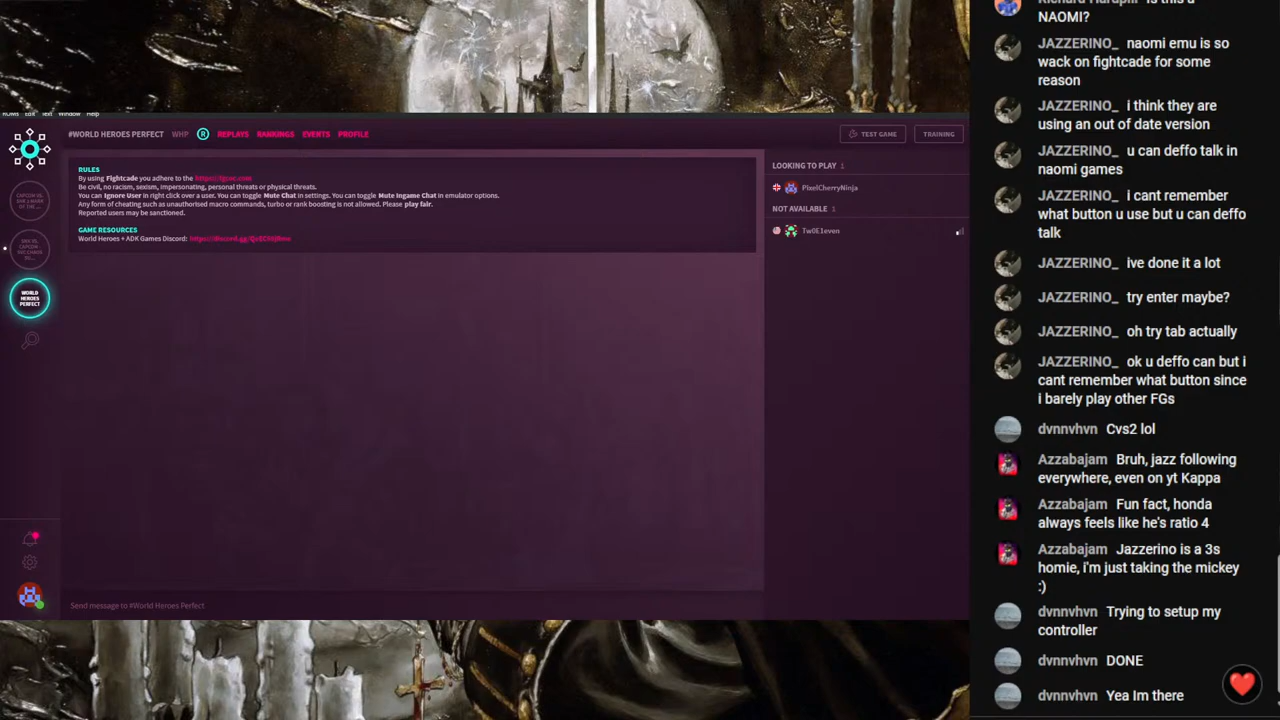 ROMs Edit Text Window Help
#WORLD HEROES PERFECT WHP R REPLAYS RANKINGS EVENTS PROFILE TEST GAME TRAINING
RULES
By using Fightcade you adhere to the
Be civil, no racism, sexism, impersonating, personal threats or physical threats.
You can Ignore User in right click over a user. You can toggle Mute Chat in settings. You can toggle Mute Ingame Chat in emulator options.
Any form of cheating such as unauthorised macro commands, turbo or rank boosting is not allowed. Please play fair.
Reported users may be sanctioned.
GAME RESOURCES
World Heroes + ADK Games Discord:
WORLD
HEROES
PERFECT
Send message to #World Heroes Perfect
LOOKING TO PLAY 1
PixelCherryNinja
NOT AVAILABLE 1
TwOE1even
NAOMI?
JAZZERINO_ naomi emu is so
wack on fightcade for some
reason
JAZZERINO_ i think they are
using an out of date version
JAZZERINO_ u can deffo talk in
naomi games
JAZZERINO_ i cant remember
what button u use but u can deffo
talk
JAZZERINO_ ive done it a lot
JAZZERINO_ try enter maybe?
JAZZERINO_ oh try tab actually
JAZZERINO_ ok u deffo can but i
cant remember what button since
i barely play other FGs
dvnnvhvn Cvs2 lol
Azzabajam Bruh, jazz following
everywhere, even on yt Kappa
Azzabajam Fun fact, honda
always feels like he's ratio 4
Azzabajam Jazzerino is a 3s
homie, i'm just taking the mickey
:)
dvnnvhvn Trying to setup my
controller
dvnnvhvn DONE
dvnnvhvn Yea Im there